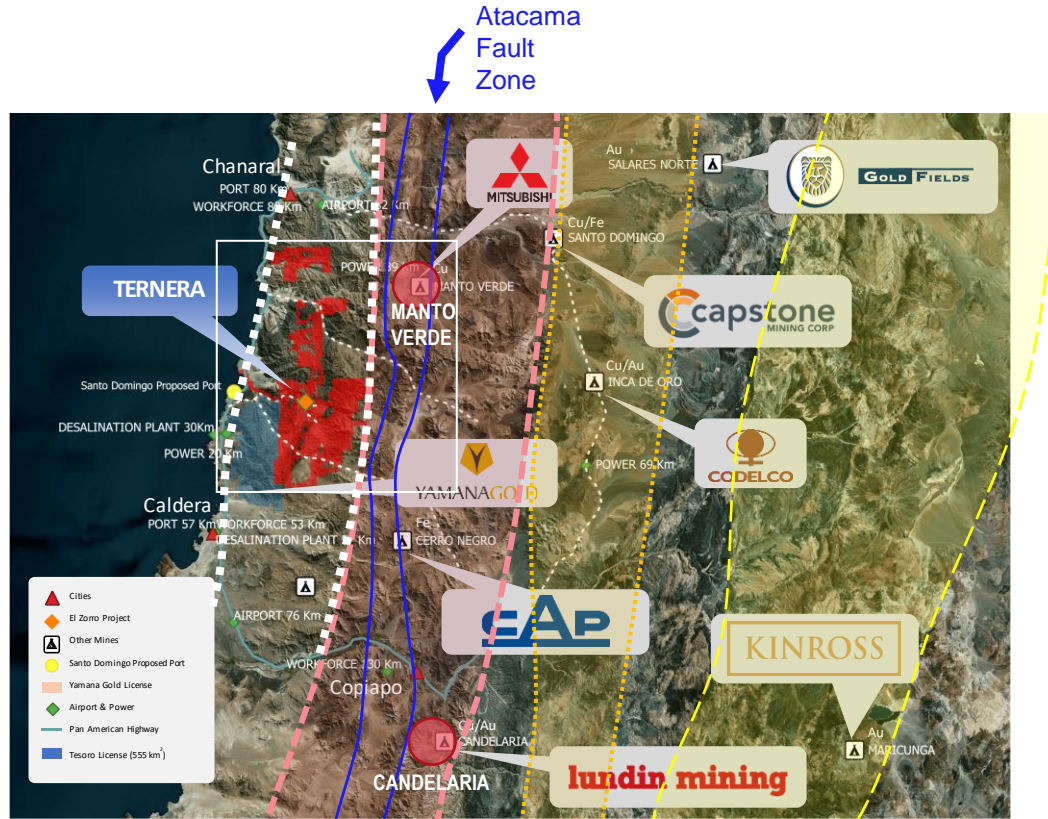 Atacama
Fault
Zone
Chanaral
PORT 80 Km
WORKFORCE
AIRPORT
Km
MITSUBISHI
Au
SALARES NORTE
GOLD FIELDS
Cu/Fe
SANTO DOMINGO
TERNERA
POWER
Km
Cu
MANTO VERDE
MANTO
VERDE
capstone
MINING CORP
Santo Domingo Proposed Port
Cu/Au
INCA DE ORO
DESALINATION PLANT 30Km
POWER 20 Km
YAMANAGOLD
POWER 69 Km
CODELCO
Caldera
PORT 57 Km
WORKFORCE 53 Km
DESALINATION PLANT
Km
Fe
CERRO NEGRO
CAP
AIRPORT 76 Km
KINROSS
WORKFORCE 130 Km
Copiapo
Cu/Au
CANDELARIA
CANDELARIA
Au
MARICUNGA
lundin mining
Cities
El Zorro Project
Other Mines
Santo Domingo Proposed Port
Yamana Gold License
Airport & Power
Pan American Highway
Tesoro License (555 km²)